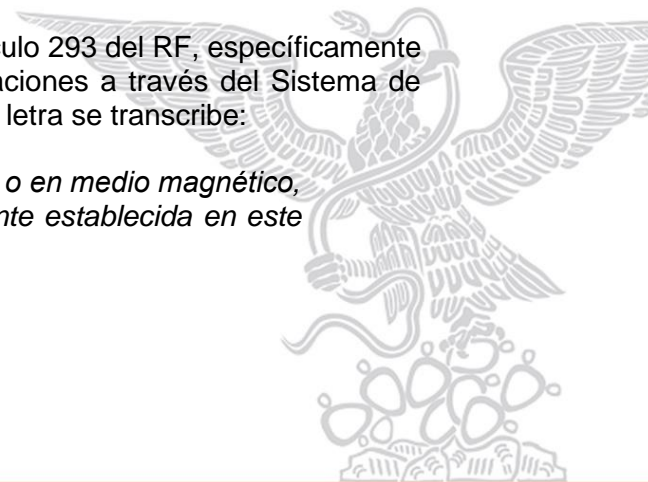 culo 293 del RF, específicamente
aciones a través del Sistema de
letra se transcribe:
o en medio magnético,
nte establecida en este